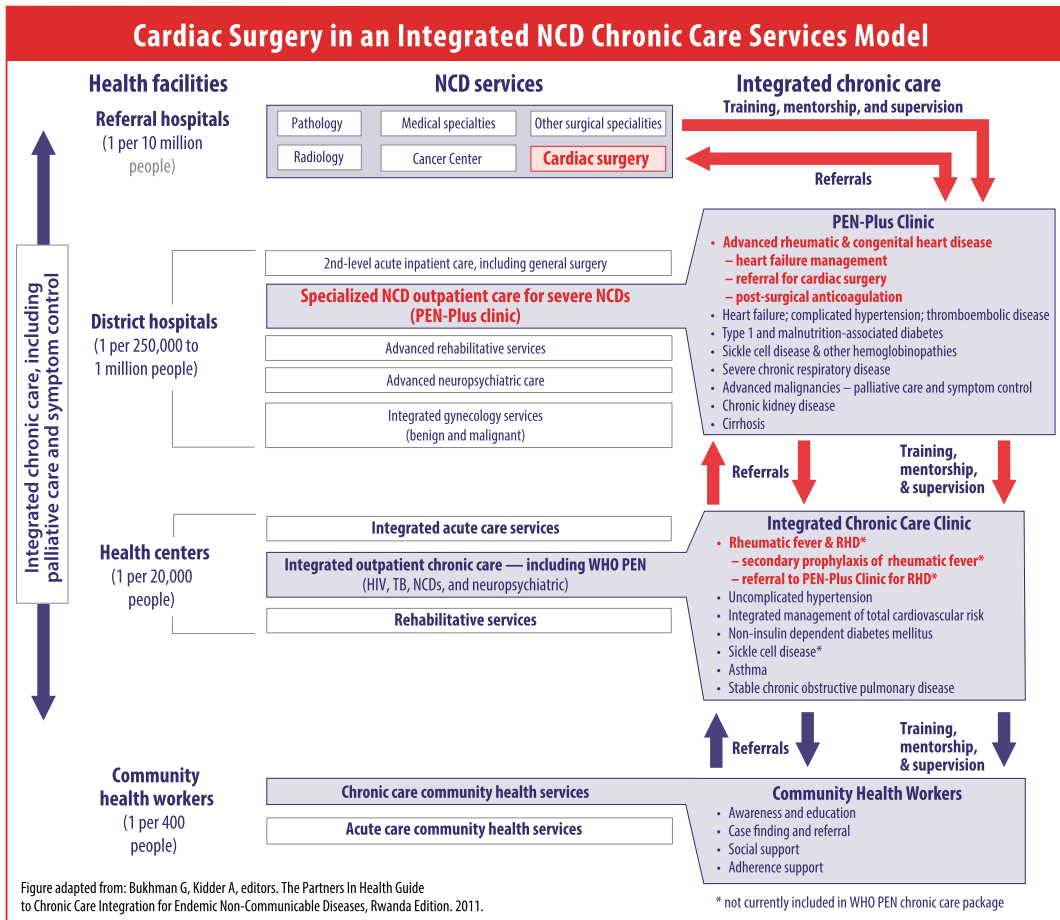 Cardiac Surgery in an Integrated NCD Chronic Care Services Model
Health facilities
NCD services
Integrated chronic care
Training, mentorship, and supervision
Referral hospitals
(1 per 10 million
people)
Pathology
Medical specialties
Other surgical specialities
Radiology
Cancer Center
Cardiac surgery
Referrals
Integrated chronic care, including
palliative care and symptom control
District hospitals
(1 per 250,000 to
1 million people)
2nd-level acute inpatient care, including general surgery
Specialized NCD outpatient care for severe NCDs
(PEN-Plus clinic)
Advanced rehabilitative services
Advanced neuropsychiatric care
Integrated gynecology services
(benign and malignant)
PEN-Plus Clinic
• Advanced rheumatic & congenital heart disease
– heart failure management
– referral for cardiac surgery
– post-surgical anticoagulation
• Heart failure; complicated hypertension; thromboembolic disease
• Type 1 and malnutrition-associated diabetes
• Sickle cell disease & other hemoglobinopathies
• Severe chronic respiratory disease
• Advanced malignancies – palliative care and symptom control
• Chronic kidney disease
• Cirrhosis
Referrals
Training,
mentorship,
& supervision
Health centers
(1 per 20,000
people)
Integrated acute care services
Integrated outpatient chronic care — including WHO PEN
(HIV, TB, NCDs, and neuropsychiatric)
Rehabilitative services
Integrated Chronic Care Clinic
• Rheumatic fever & RHD*
– secondary prophylaxis of rheumatic fever*
– referral to PEN-Plus Clinic for RHD*
• Uncomplicated hypertension
• Integrated management of total cardiovascular risk
• Non-insulin dependent diabetes mellitus
• Sickle cell disease*
• Asthma
• Stable chronic obstructive pulmonary disease
Referrals
Training,
mentorship,
& supervision
Community
health workers
(1 per 400
people)
Chronic care community health services
Acute care community health services
Community Health Workers
• Awareness and education
• Case finding and referral
• Social support
• Adherence support
Figure adapted from: Bukhman G, Kidder A, editors. The Partners In Health Guide
to Chronic Care Integration for Endemic Non-Communicable Diseases, Rwanda Edition. 2011.
* not currently included in WHO PEN chronic care package